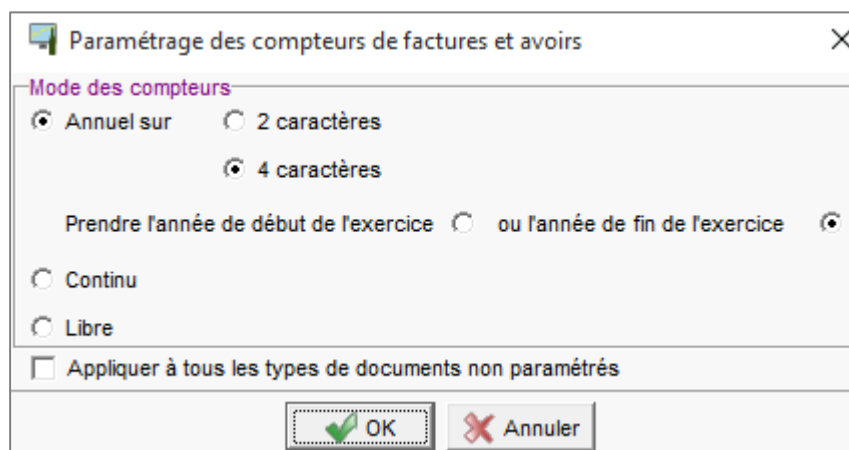 Paramétrage des compteurs de factures et avoirs
Mode des compteurs
Annuel sur 2 caractères
4 caractères
Prendre l'année de début de l'exercice ou l'année de fin de l'exercice
Continu
Libre
Appliquer à tous les types de documents non paramétrés
OK Annuler